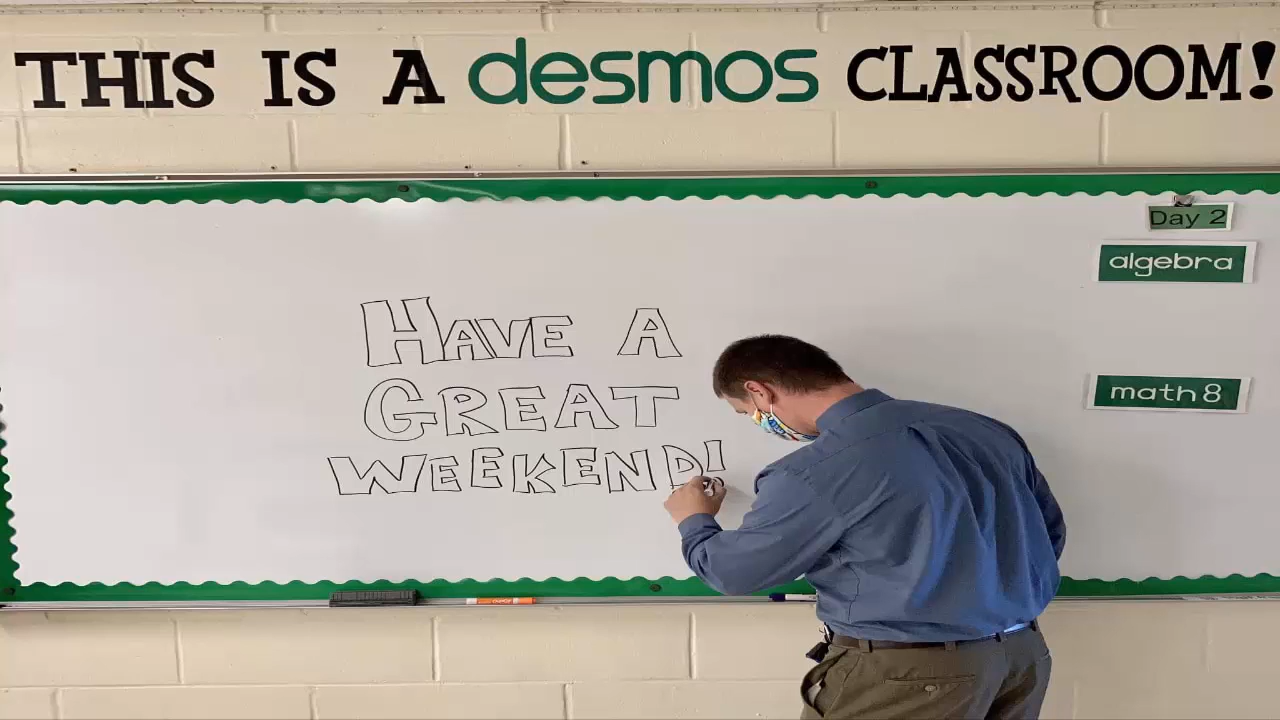 THIS IS A desmos CLASSROOM!
Day 2
algebra
math 8
HAVE A
GREAT
WEEKEND!